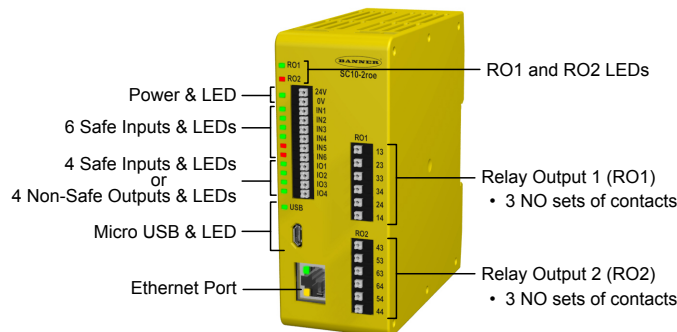 BANNER
SC10-2roe
RO1
RO2
RO1 and RO2 LEDs
Power & LED
24V
0V
6 Safe Inputs & LEDs
IN1
IN2
IN3
IN4
IN5
IN6
4 Safe Inputs & LEDs
or
4 Non-Safe Outputs & LEDs
IO1
IO2
IO3
IO4
USB
Micro USB & LED
Ethernet Port
RO1
13
23
33
34
24
14
Relay Output 1 (RO1)
• 3 NO sets of contacts
RO2
43
53
63
64
54
44
Relay Output 2 (RO2)
• 3 NO sets of contacts